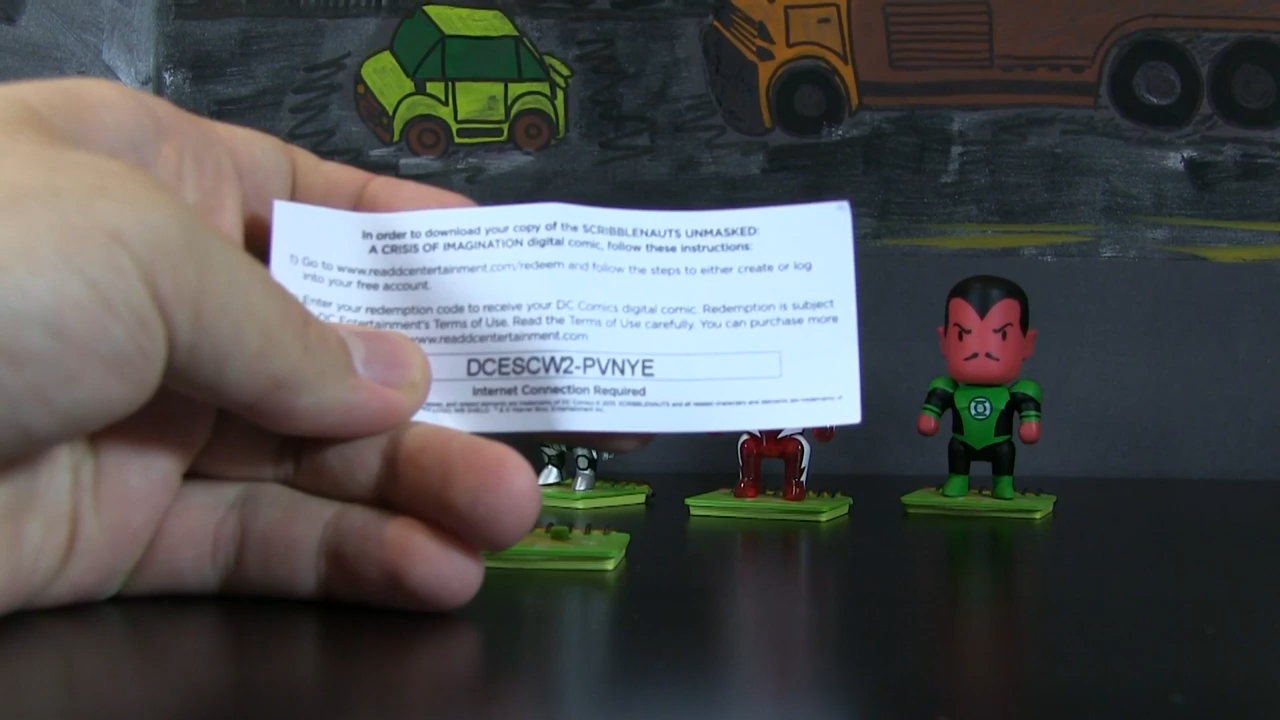 In order to download your copy of the SCRIBBLENAUTS UNMASKED:
A CRISIS OF IMAGINATION digital comic, follow these instructions:
1) Go to www.readdcentertainment.com/redeem and follow the steps to either create or log
into your free account.
Enter your redemption code to receive your DC Comics digital comic. Redemption is subject
DC Entertainment's Terms of Use. Read the Terms of Use carefully. You can purchase more
www.readdcentertainment.com
DCESCW2-PVNYE
Internet Connection Required